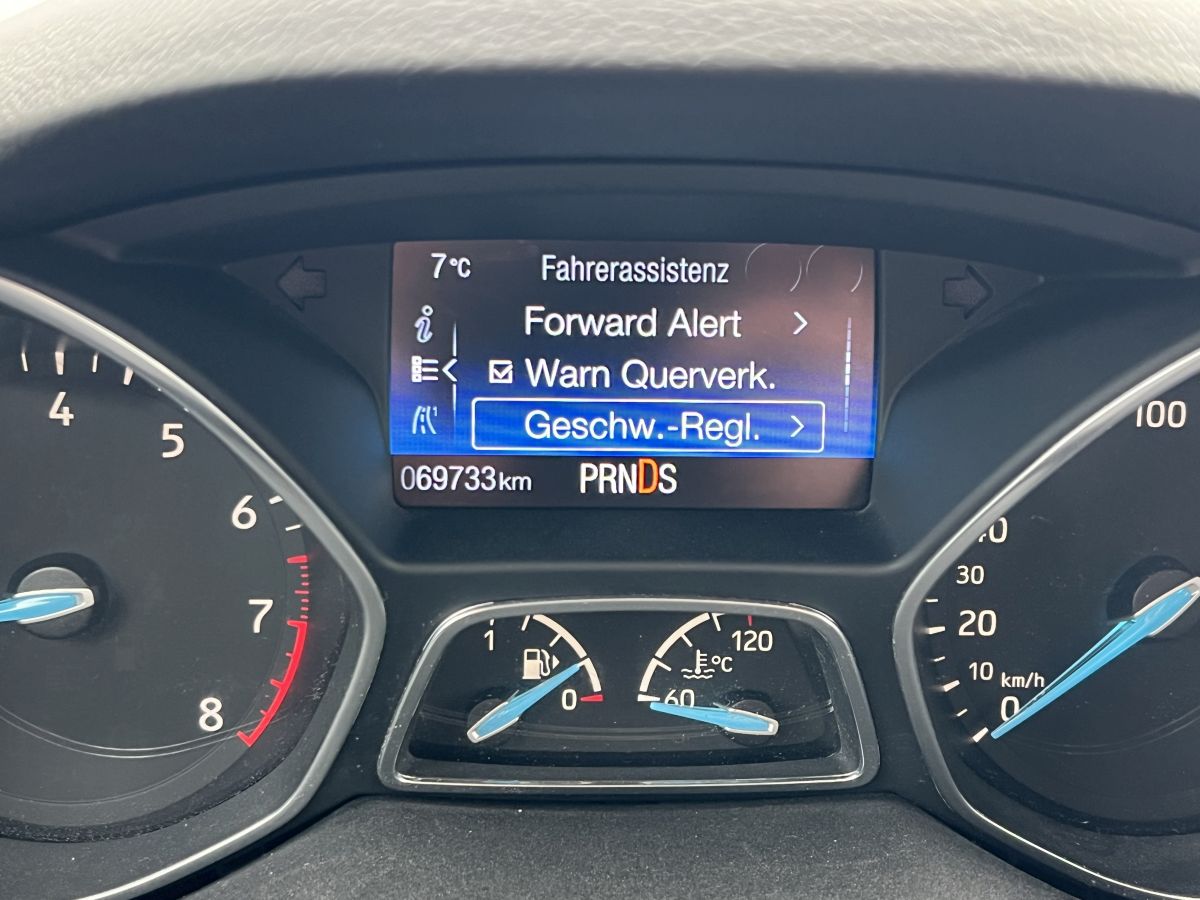 7°C Fahrerassistenz
Forward Alert >
Warn Querverk.
Geschw.-Regl. >
069733km PRNDS
4
5
6
7
8
1
0
120
°C
60
100
30
20
10 km/h
0